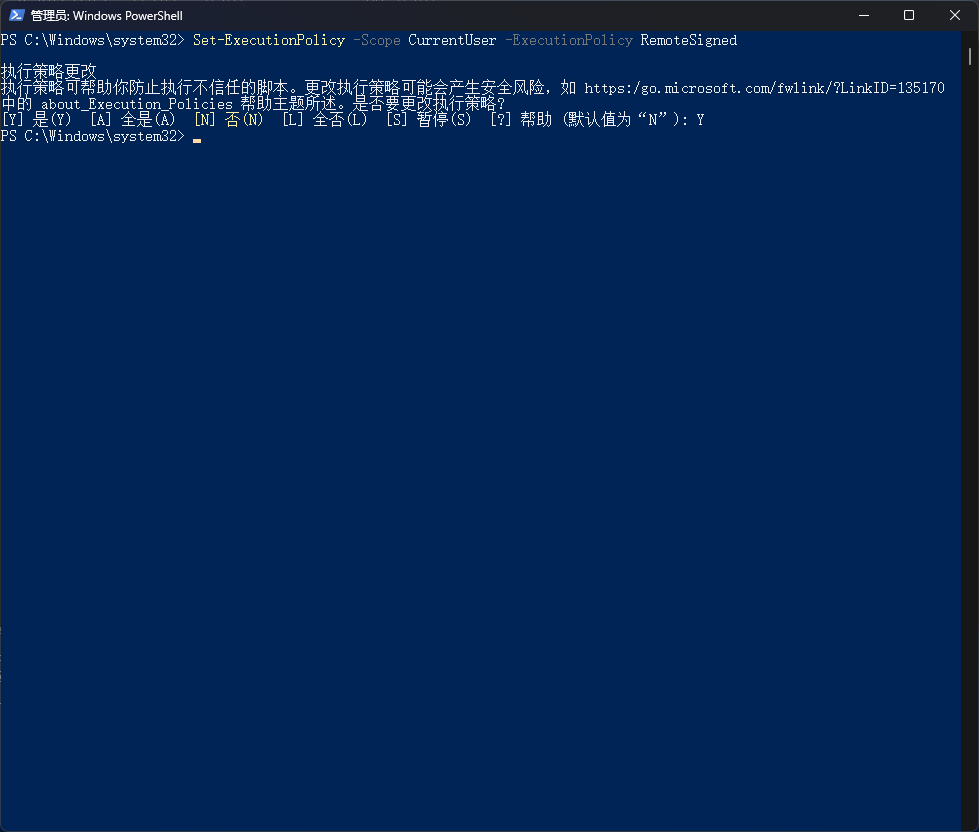 管理员: Windows PowerShell
PS C:\Windows\system32> Set-ExecutionPolicy -Scope CurrentUser -ExecutionPolicy RemoteSigned
执行策略更改
执行策略可帮助你防止执行不信任的脚本。更改执行策略可能会产生安全风险，如 https:/go.microsoft.com/fwlink/?LinkID=135170
中的 about_Execution_Policies 帮助主题所述。是否要更改执行策略?
[Y] 是(Y)  [A] 全是(A)  [N] 否(N)  [L] 全否(L)  [S] 暂停(S)  [?] 帮助 (默认值为“N”): Y
PS C:\Windows\system32>